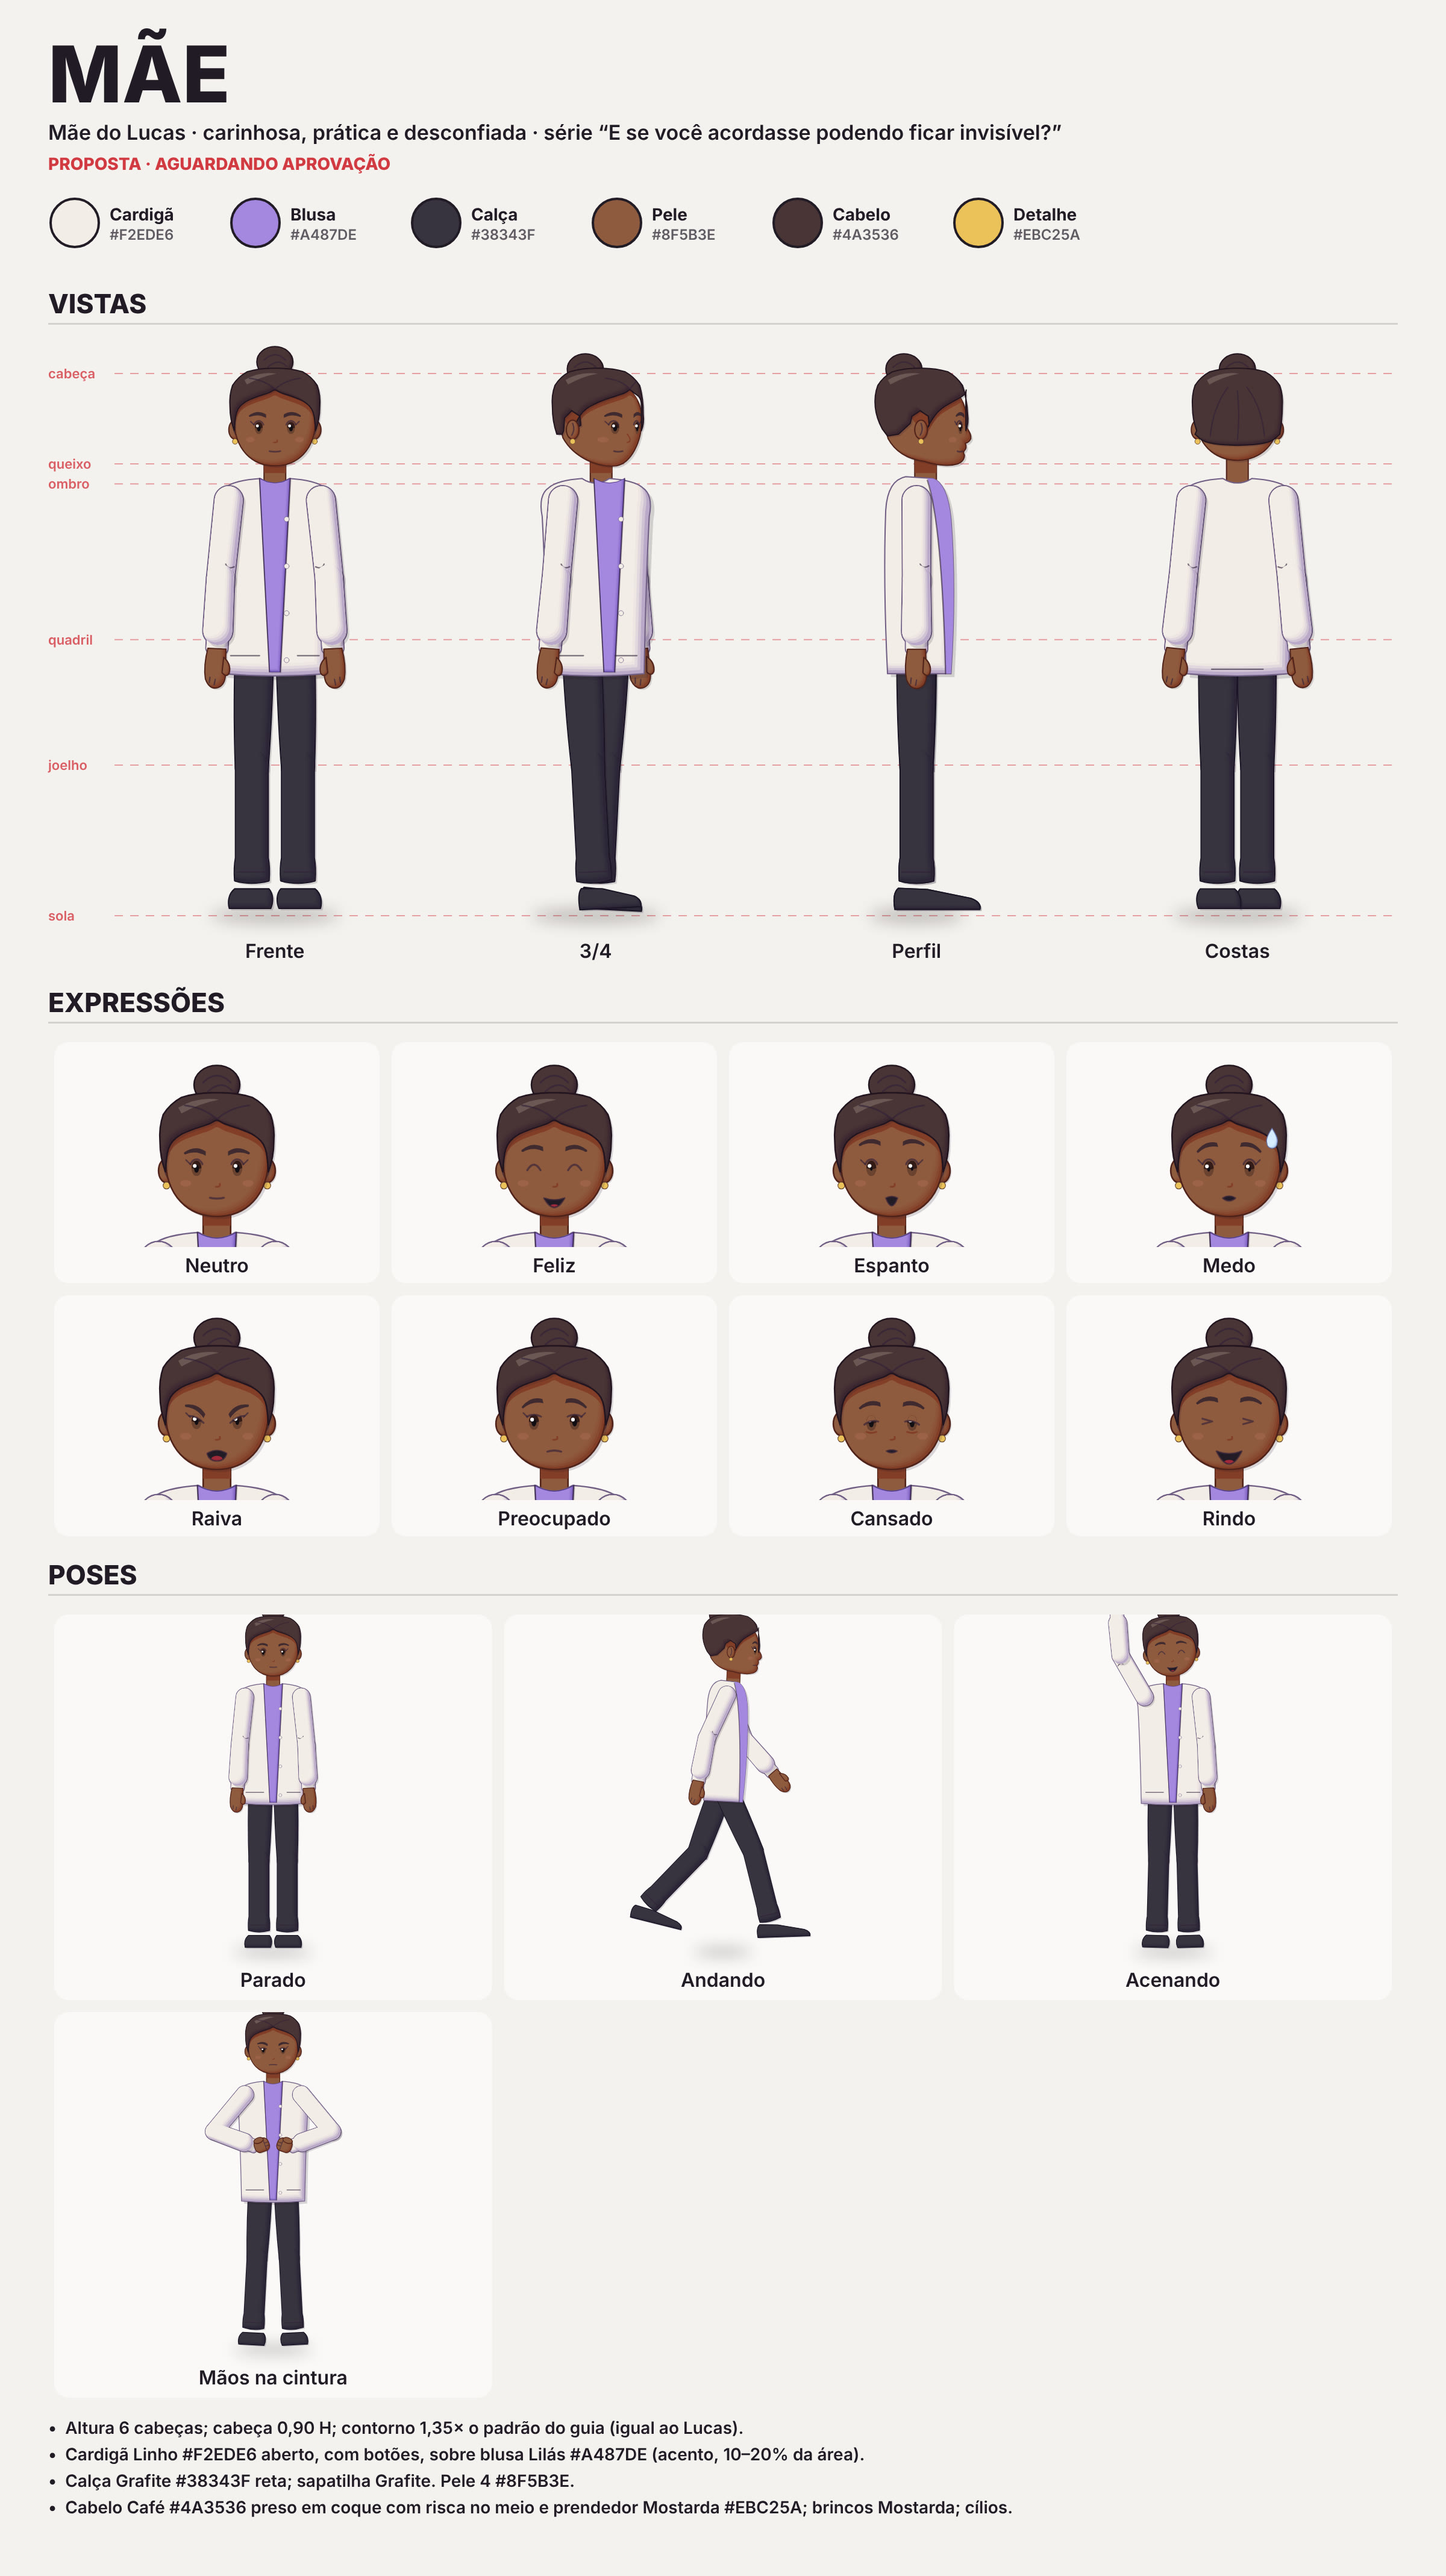 MÃE
Mãe do Lucas · carinhosa, prática e desconfiada · série “E se você acordasse podendo ficar invisível?”
PROPOSTA · AGUARDANDO APROVAÇÃO
Cardigã
#F2EDE6
Blusa
#A487DE
Calça
#38343F
Pele
#8F5B3E
Cabelo
#4A3536
Detalhe
#EBC25A
VISTAS
cabeça
queixo
ombro
quadril
joelho
sola
Frente
3/4
Perfil
Costas
EXPRESSÕES
Neutro
Feliz
Espanto
Medo
Raiva
Preocupado
Cansado
Rindo
POSES
Parado
Andando
Acenando
Mãos na cintura
• Altura 6 cabeças; cabeça 0,90 H; contorno 1,35× o padrão do guia (igual ao Lucas).
• Cardigã Linho #F2EDE6 aberto, com botões, sobre blusa Lilás #A487DE (acento, 10–20% da área).
• Calça Grafite #38343F reta; sapatilha Grafite. Pele 4 #8F5B3E.
• Cabelo Café #4A3536 preso em coque com risca no meio e prendedor Mostarda #EBC25A; brincos Mostarda; cílios.